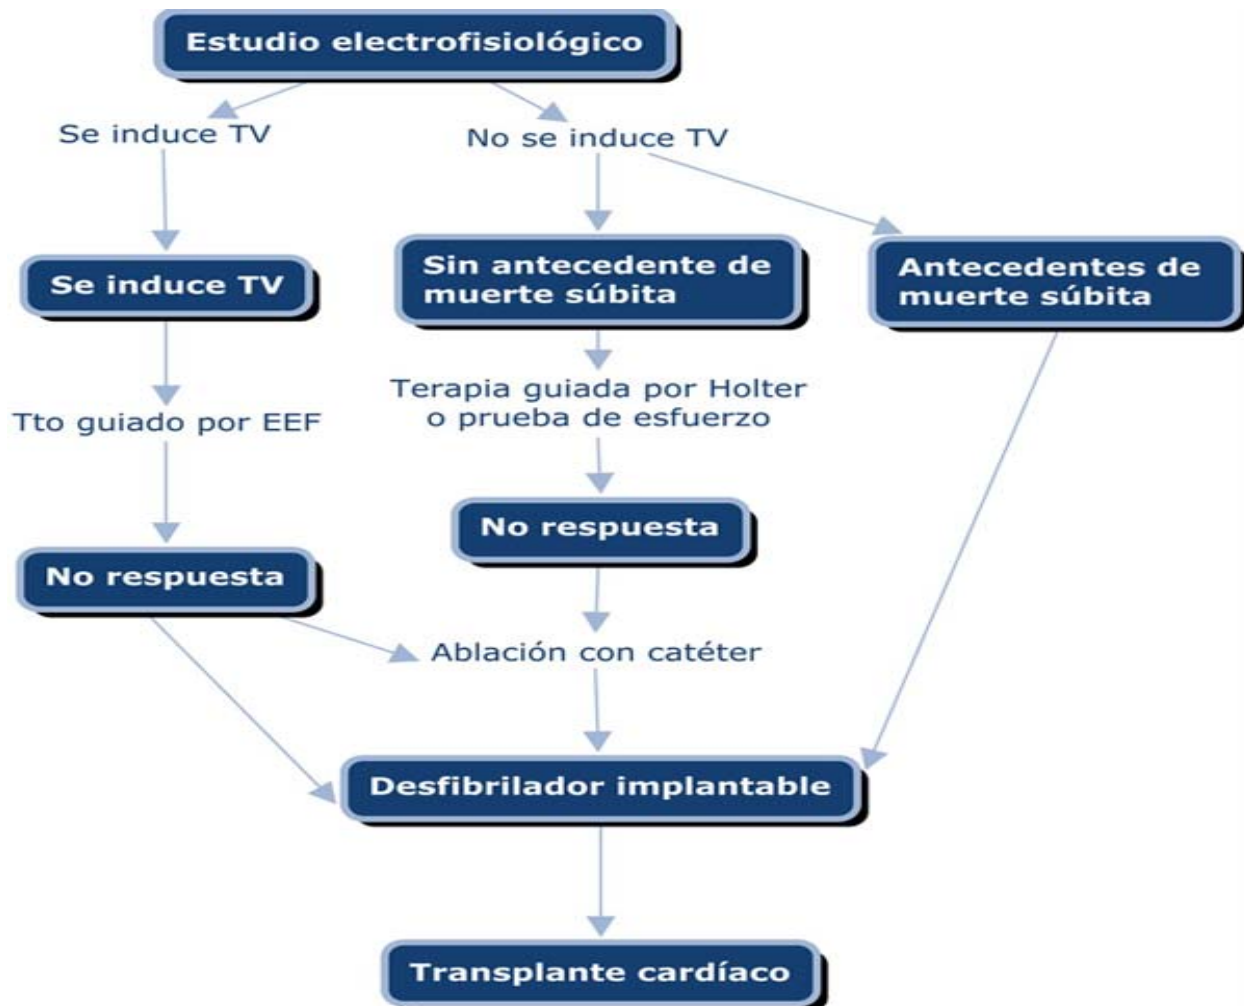 Estudio electrofisiológico
Se induce TV
No se induce TV
Se induce TV
Sin antecedente de
muerte súbita
Antecedentes de
muerte súbita
Tto guiado por EEF
Terapia guiada por Holter
o prueba de esfuerzo
No respuesta
No respuesta
Ablación con catéter
Desfibrilador implantable
Transplante cardíaco